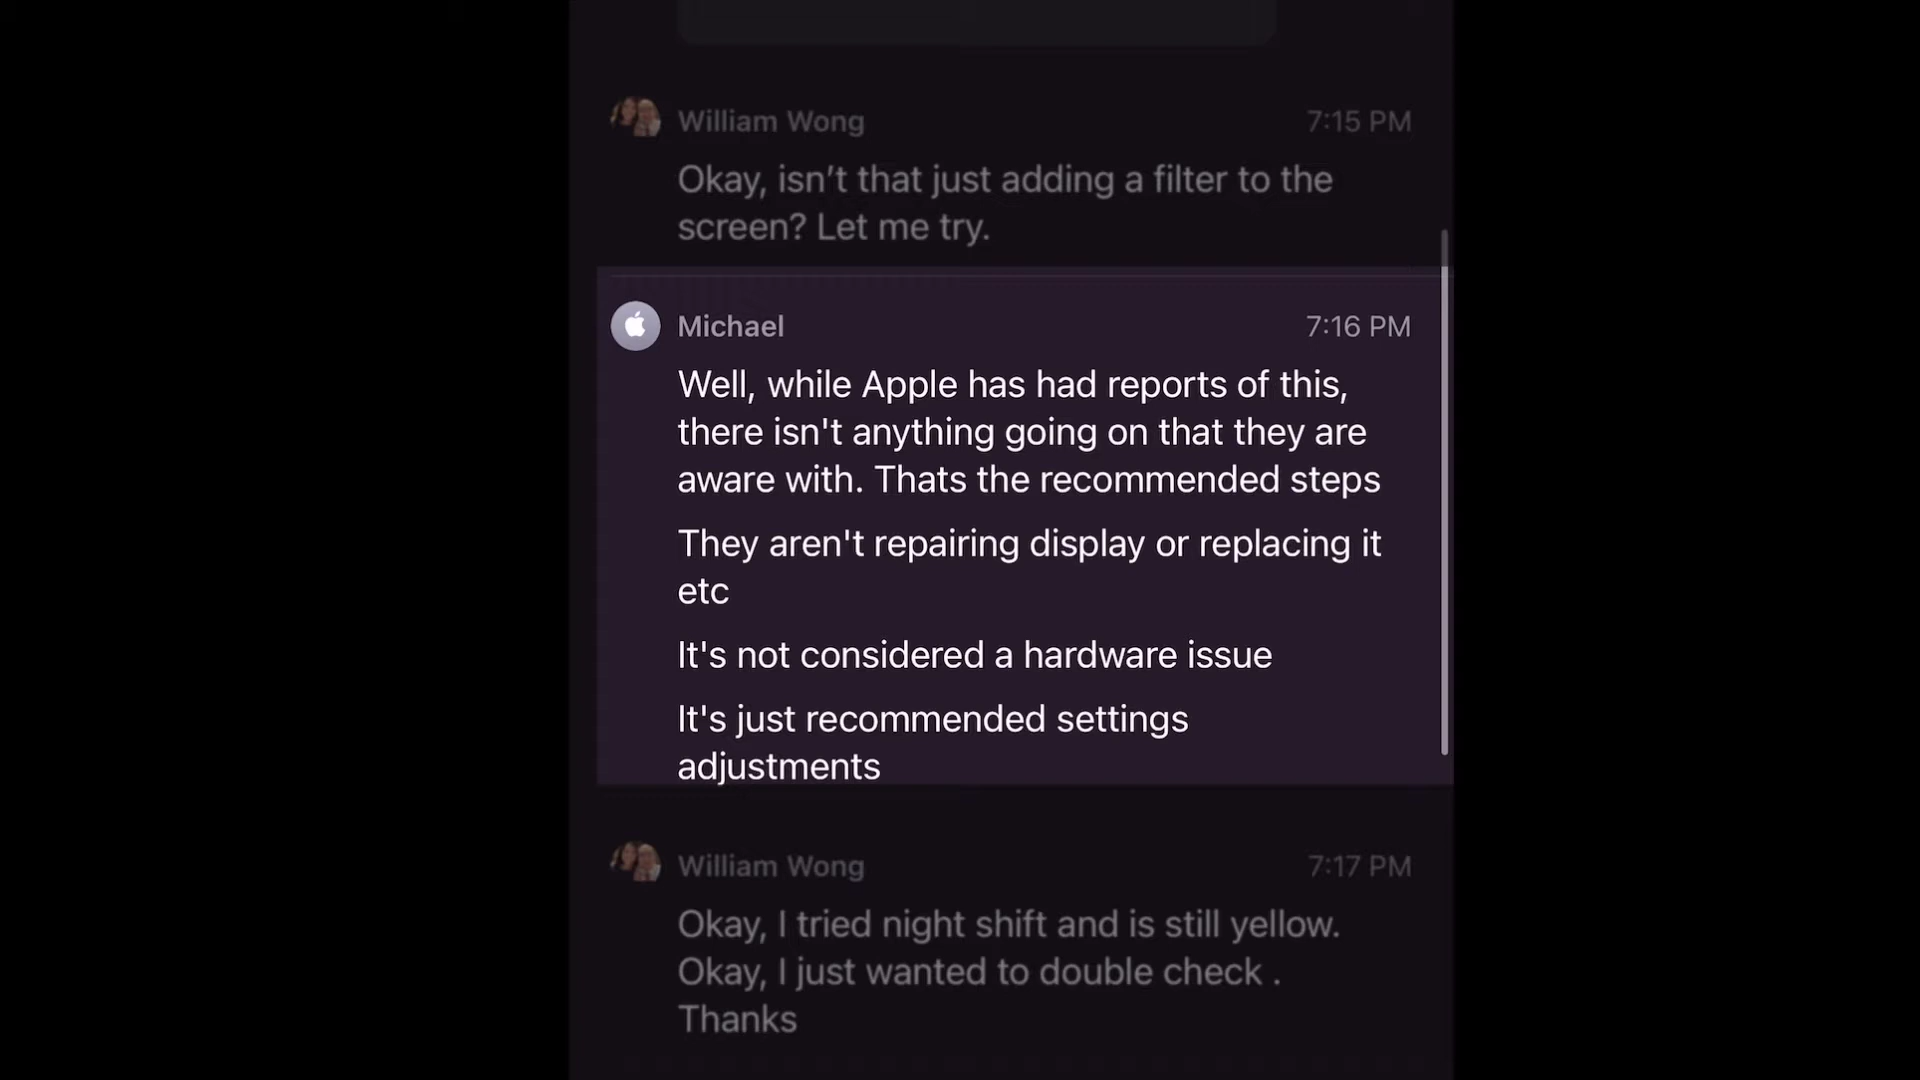 William Wong 7:15 PM
Okay, isn’t that just adding a filter to the
screen? Let me try.
Michael 7:16 PM
Well, while Apple has had reports of this,
there isn't anything going on that they are
aware with. Thats the recommended steps
They aren't repairing display or replacing it
etc
It's not considered a hardware issue
It's just recommended settings
adjustments
William Wong 7:17 PM
Okay, I tried night shift and is still yellow.
Okay, I just wanted to double check .
Thanks